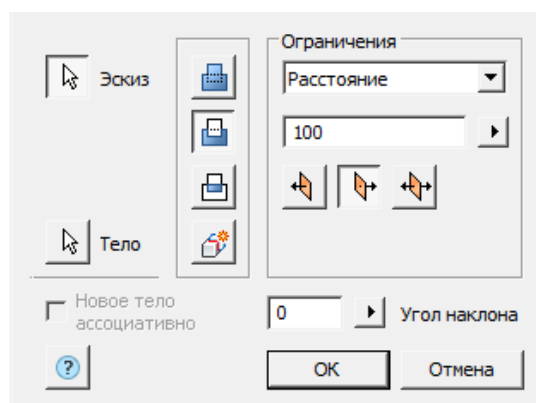 Ограничения
Эскиз
Расстояние
100
Тело
Новое тело
ассоциативно
0
Угол наклона
?
OK
Отмена